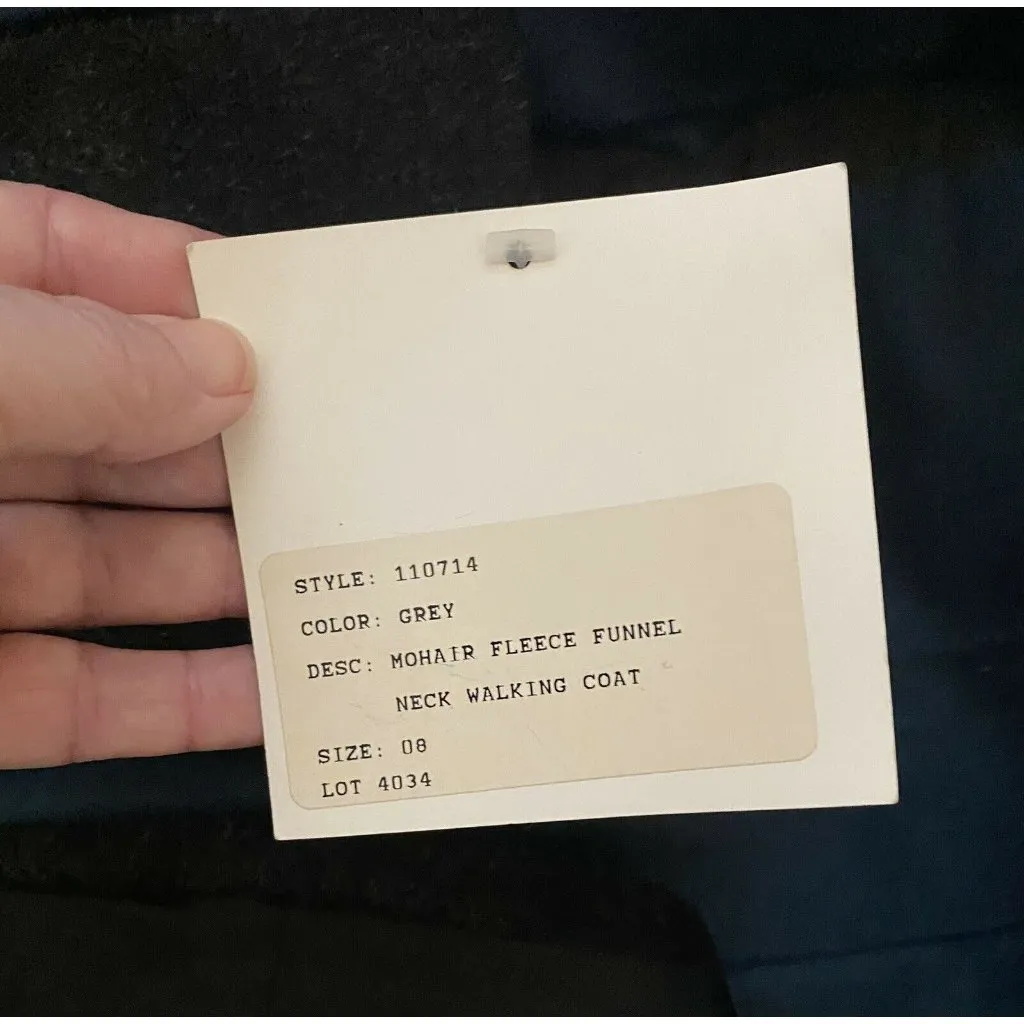 STYLE: 110714
COLOR: GREY
DESC: MOHAIR FLEECE FUNNEL
NECK WALKING COAT
SIZE: 08
LOT 4034